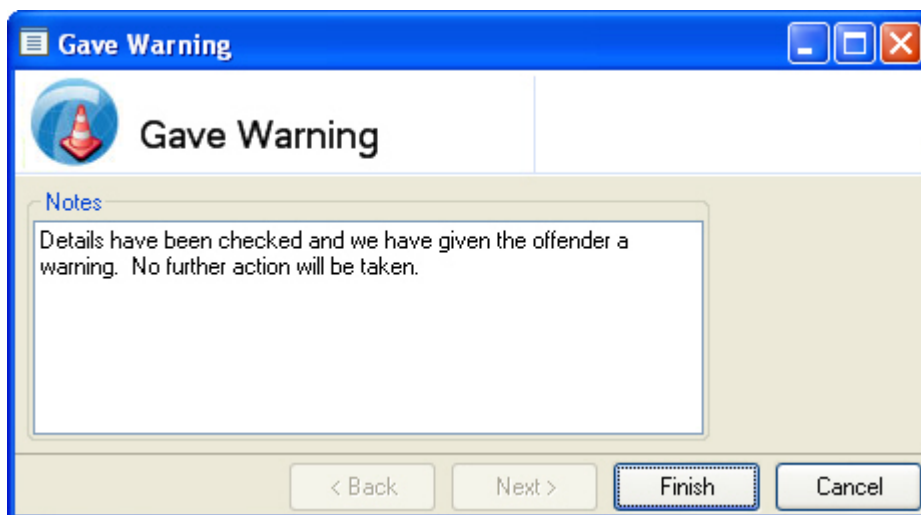 Gave Warning
Gave Warning
Notes
Details have been checked and we have given the offender a
warning.  No further action will be taken.
< Back Next > Finish Cancel